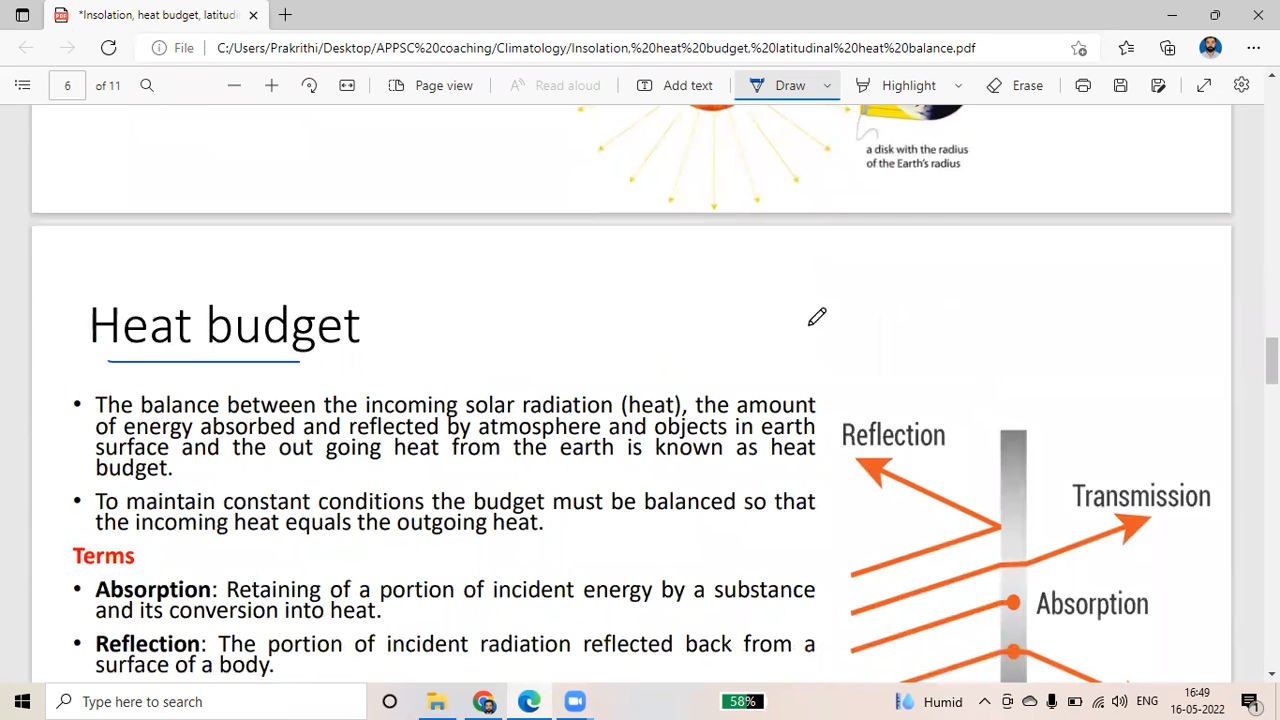 *Insolation, heat budget, latitudi
File
C:/Users/Prakrithi/Desktop/APPSC%20coaching/Climatology/Insolation,%20heat%20budget,%20latitudinal%20heat%20balance.pdf
6 of 11
Page view
Read aloud
Add text
Draw
Highlight
Erase
a disk with the radius
of the Earth's radius
Heat budget
• The balance between the incoming solar radiation (heat), the amount
of energy absorbed and reflected by atmosphere and objects in earth
surface and the out going heat from the earth is known as heat
budget.
• To maintain constant conditions the budget must be balanced so that
the incoming heat equals the outgoing heat.
Terms
• Absorption: Retaining of a portion of incident energy by a substance
and its conversion into heat.
• Reflection: The portion of incident radiation reflected back from a
surface of a body.
Reflection
Transmission
Absorption
Type here to search
58%
Humid
ENG
16:49
16-05-2022
1